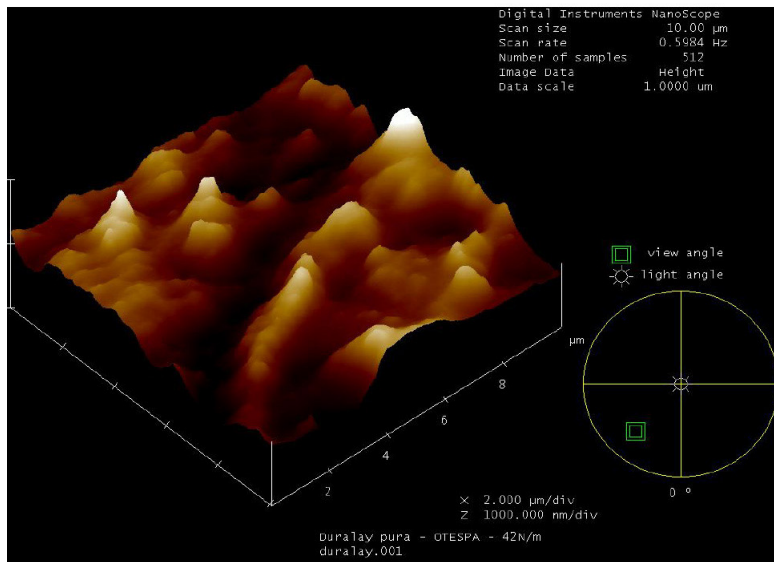 Digital Instruments NanoScope
Scan size 10.00 µm
Scan rate 0.5984 Hz
Number of samples 512
Image Data Height
Data scale 1.0000 um
view angle
light angle
µm
8
6
4
2
0 °
X 2.000 µm/div
Z 1000.000 nm/div
Duralay pura - OTESPA - 42N/m
duralay.001